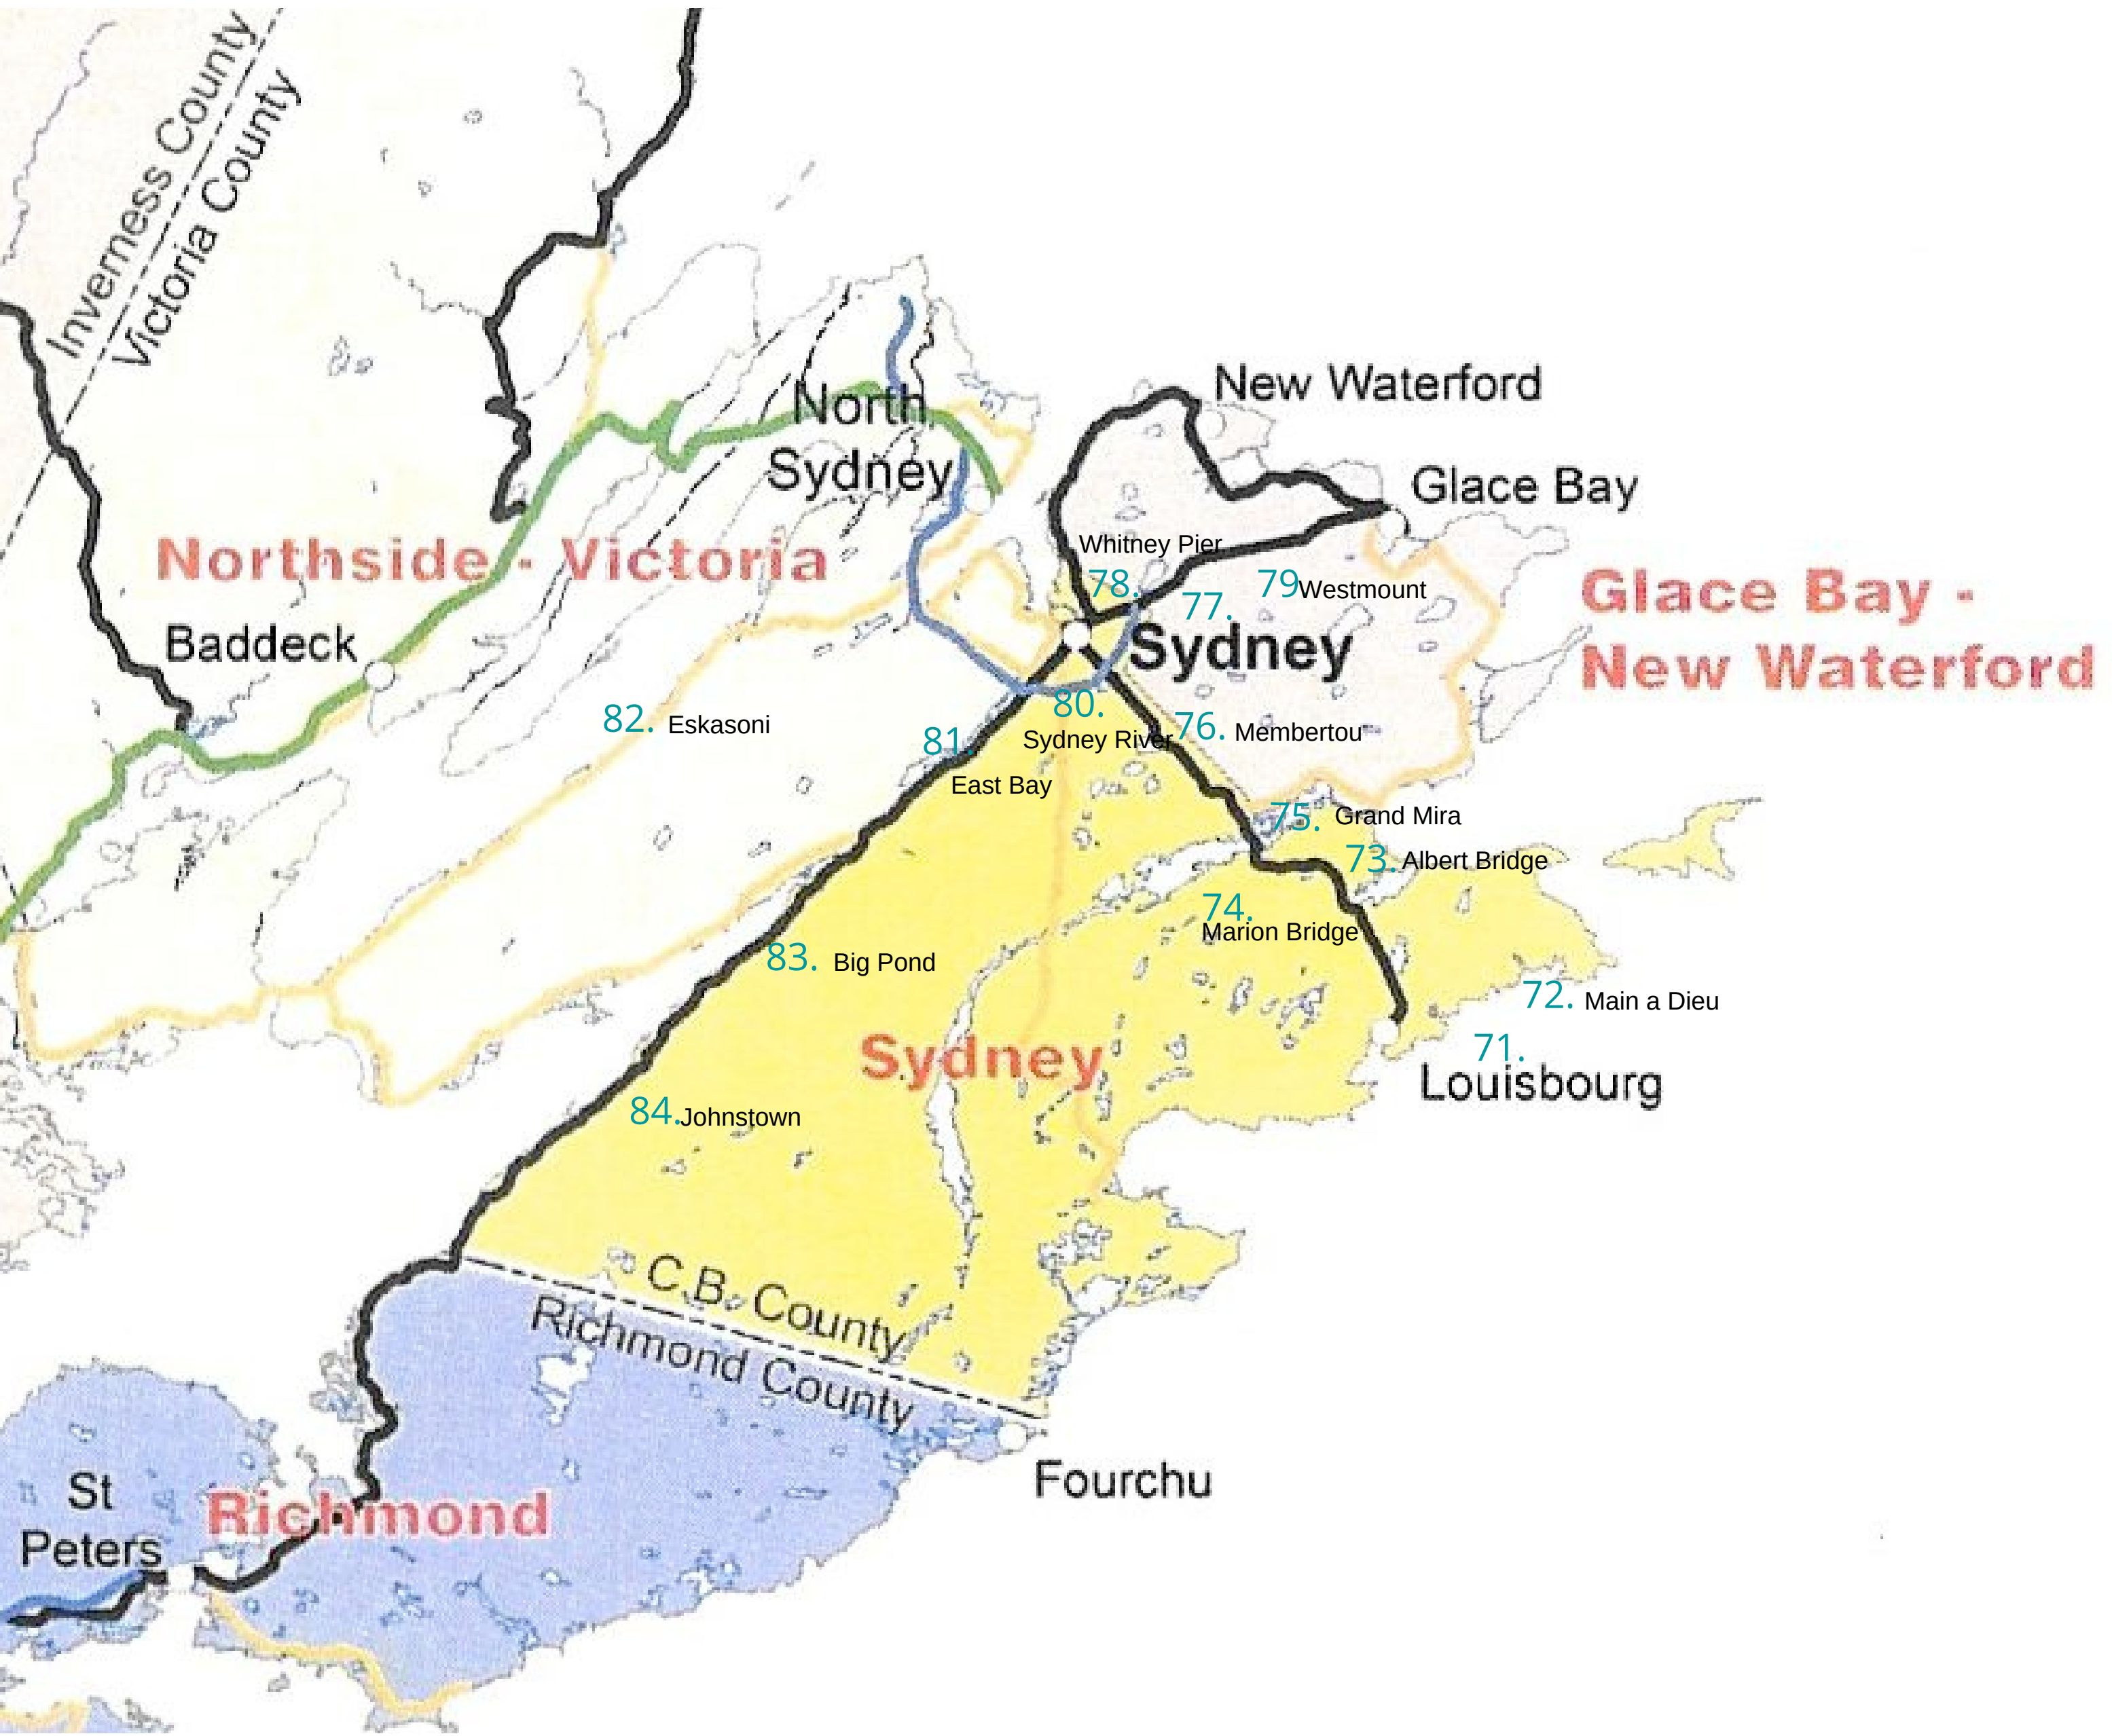 Inverness County
Victoria County
New Waterford
North
Sydney
Glace Bay
Whitney Pier
Northside - Victoria
78.
79
Westmount
77.
Glace Bay -
New Waterford
Baddeck
Sydney
80.
82. Eskasoni
81.
Sydney River
76. Membertou
East Bay
75. Grand Mira
73. Albert Bridge
74.
Marion Bridge
83. Big Pond
72. Main a Dieu
Sydney
71.
Louisbourg
84. Johnstown
C.B. County
Richmond County
Fourchu
St
Peters
Richmond